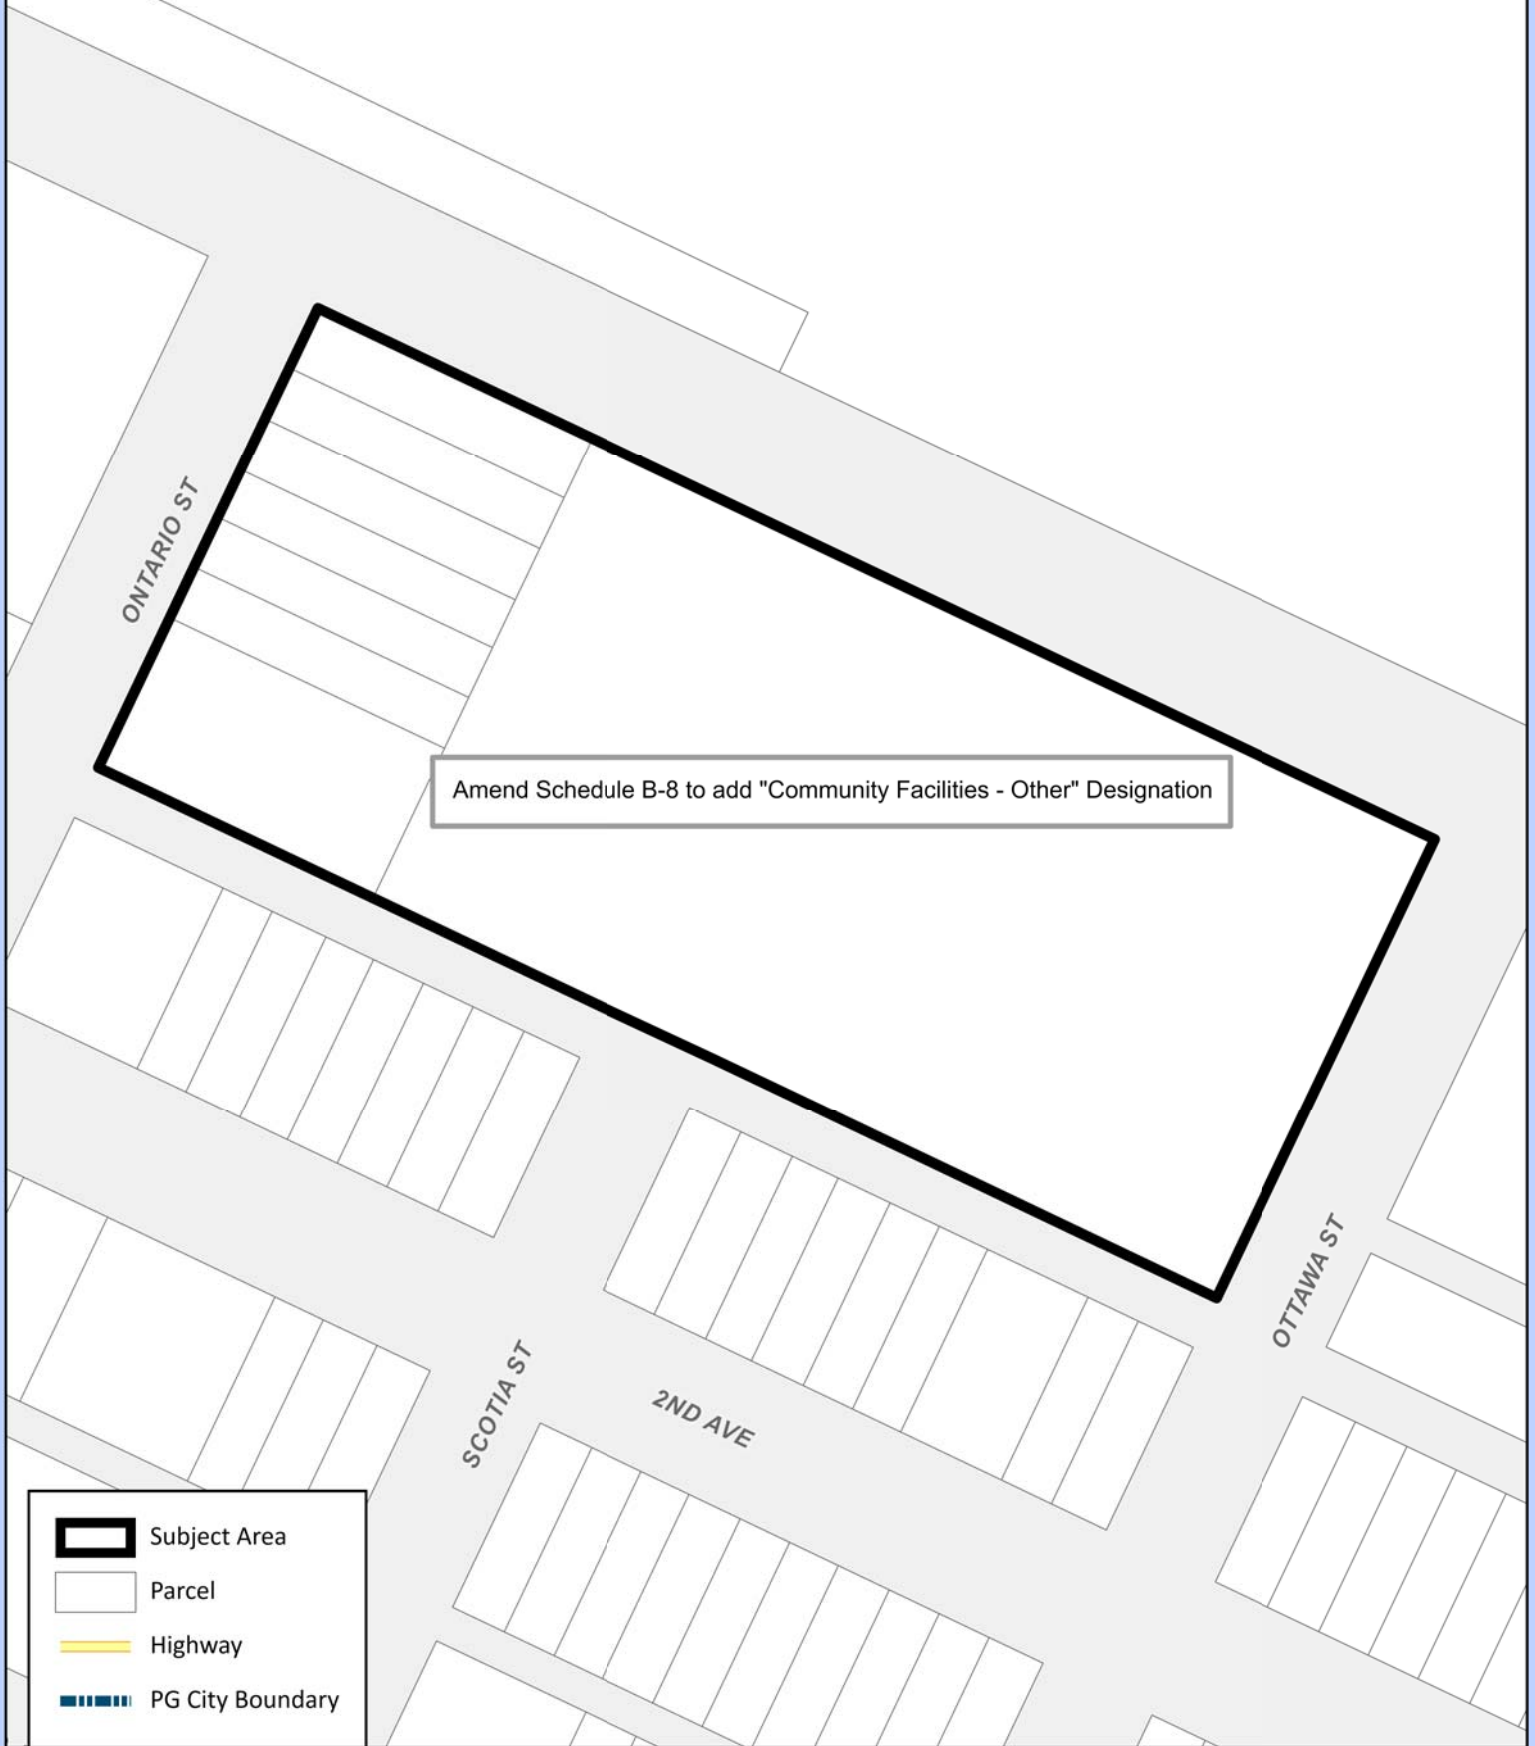 ONTARIO ST
Amend Schedule B-8 to add "Community Facilities - Other" Designation
OTTAWA ST
SCOTIA ST
2ND AVE
Subject Area
Parcel
Highway
PG City Boundary